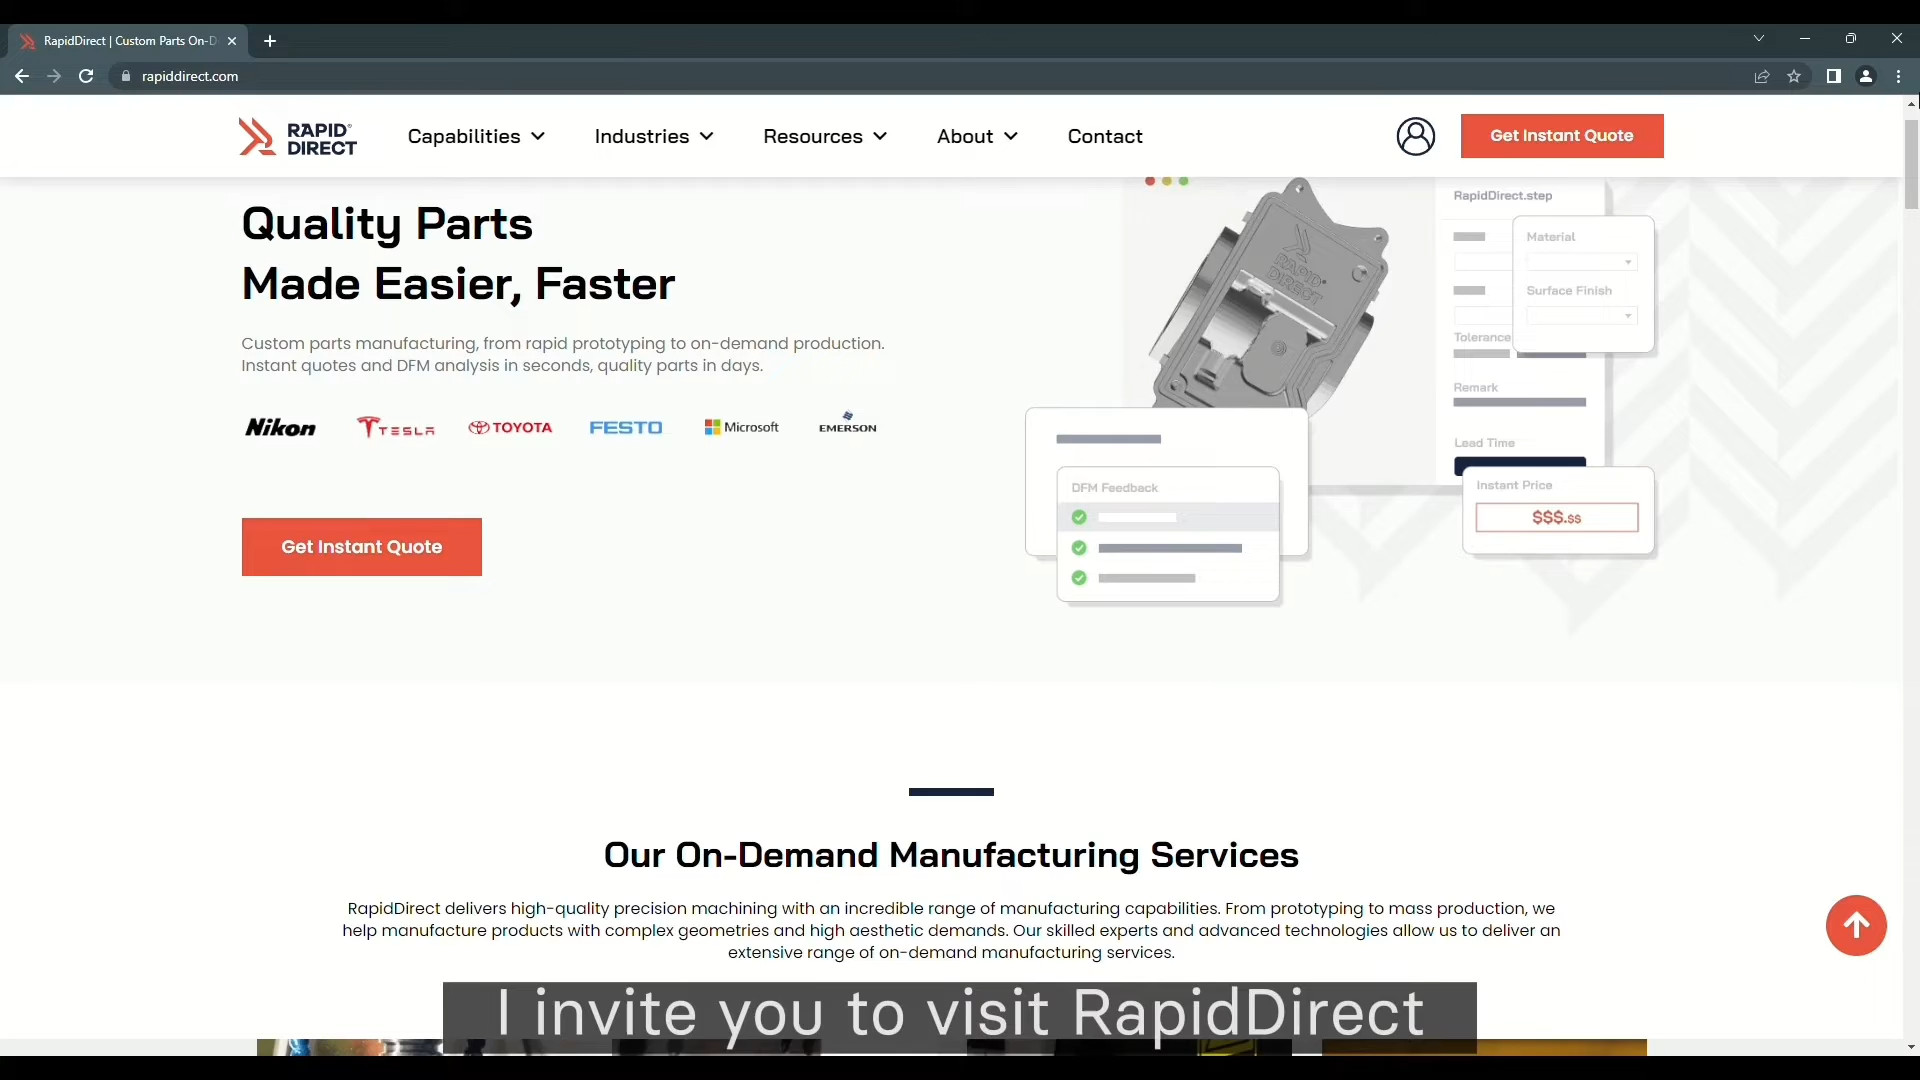 RapidDirect | Custom Parts On-D
rapiddirect.com
RAPID
DIRECT
Capabilities
Industries
Resources
About
Contact
Get Instant Quote
Quality Parts
Made Easier, Faster
Custom parts manufacturing, from rapid prototyping to on-demand production.
Instant quotes and DFM analysis in seconds, quality parts in days.
Nikon
TESLA
TOYOTA
FESTO
Microsoft
EMERSON
Get Instant Quote
RAPID
DIRECT
RapidDirect.step
Material
Surface Finish
Tolerance
Remark
Lead Time
DFM Feedback
Instant Price
$$$.$$
Our On-Demand Manufacturing Services
RapidDirect delivers high-quality precision machining with an incredible range of manufacturing capabilities. From prototyping to mass production, we
help manufacture products with complex geometries and high aesthetic demands. Our skilled experts and advanced technologies allow us to deliver an
extensive range of on-demand manufacturing services.
I invite you to visit RapidDirect